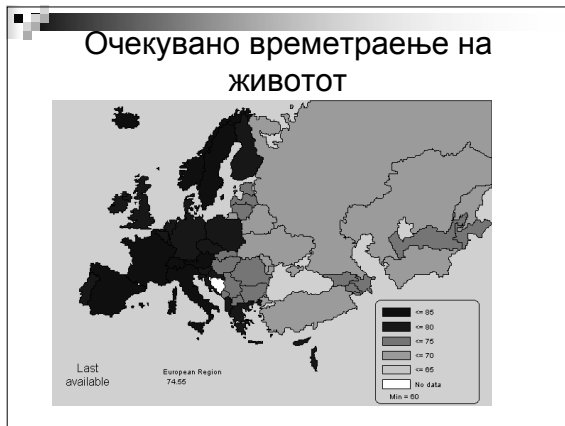 Очекувано времетраење на
животот
<= 85
<= 80
<= 75
<= 70
<= 65
No data
Min = 60
Last
available
European Region
74.55